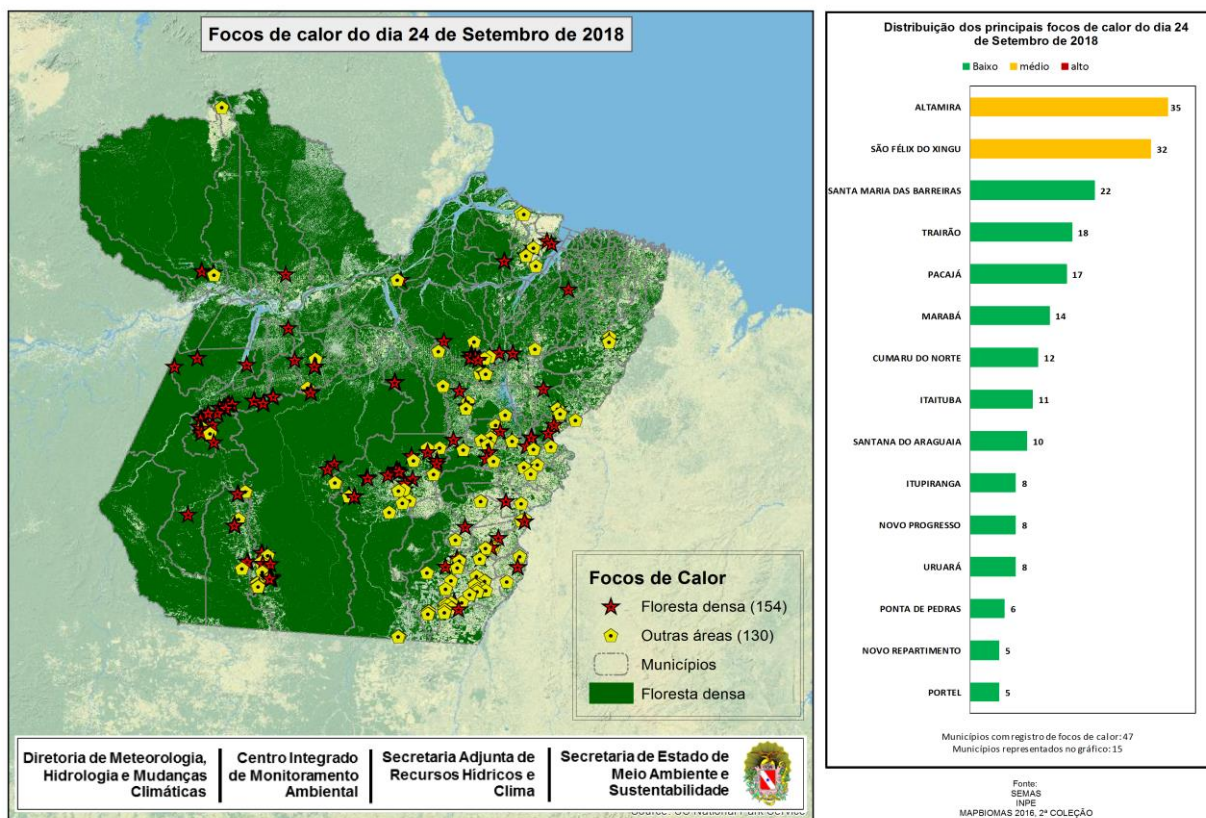 Focos de calor do dia 24 de Setembro de 2018
Focos de Calor
Floresta densa (154)
Outras áreas (130)
Municípios
Floresta densa
Diretoria de Meteorologia,
Hidrologia e Mudanças
Climáticas
Centro Integrado
de Monitoramento
Ambiental
Secretaria Adjunta de
Recursos Hídricos e
Clima
Secretaria de Estado de
Meio Ambiente e
Sustentabilidade
Source: US National Park Service
Distribuição dos principais focos de calor do dia 24
de Setembro de 2018
Baixo médio alto
ALTAMIRA 35
SÃO FÉLIX DO XINGU 32
SANTA MARIA DAS BARREIRAS 22
TRAIRÃO 18
PACAJÁ 17
MARABÁ 14
CUMARU DO NORTE 12
ITAITUBA 11
SANTANA DO ARAGUAIA 10
ITUPIRANGA 8
NOVO PROGRESSO 8
URUARÁ 8
PONTA DE PEDRAS 6
NOVO REPARTIMENTO 5
PORTEL 5
Municípios com registro de focos de calor: 47
Municípios representados no gráfico: 15
Fonte:
SEMAS
INPE
MAPBIOMAS 2016, 2ª COLEÇÃO